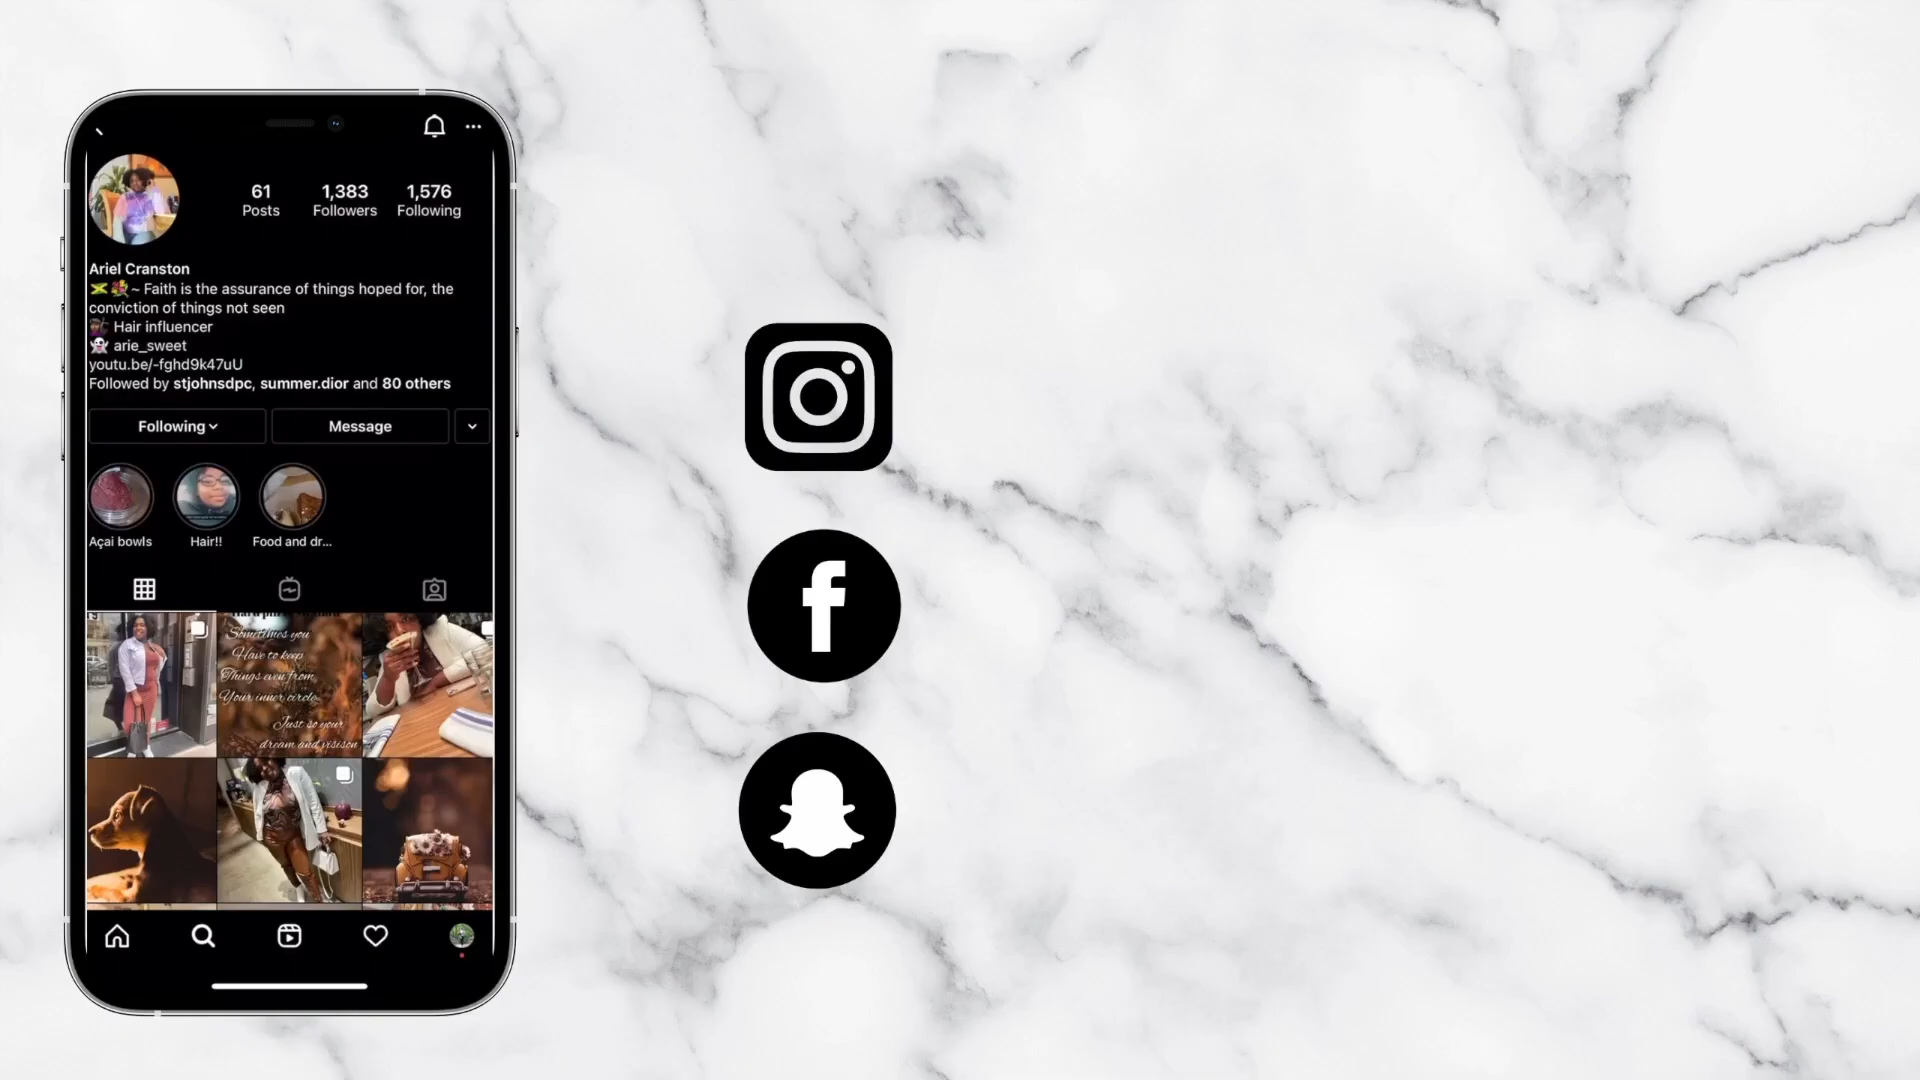 61
Posts
1,383
Followers
1,576
Following
Ariel Cranston
~ Faith is the assurance of things hoped for, the
conviction of things not seen
Hair influencer
arie_sweet
youtu.be/-fghd9k47uU
Followed by stjohnsdpc, summer.dior and 80 others
Following
Message
Açai bowls
Hair!!
Food and dr...
Sometimes you
Have to keep
Things even from
Your inner circle
Just so your
dream and visison